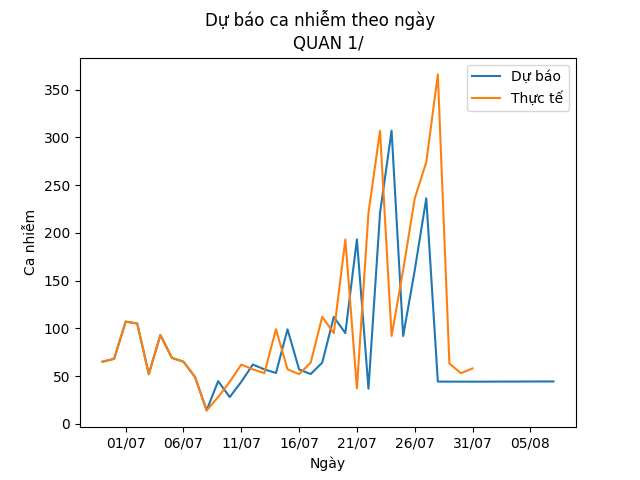 Dự báo ca nhiễm theo ngày
QUAN 1/
Dự báo
Thực tế
350
300
250
200
150
100
50
0
Ca nhiễm
01/07 06/07 11/07 16/07 21/07 26/07 31/07 05/08
Ngày